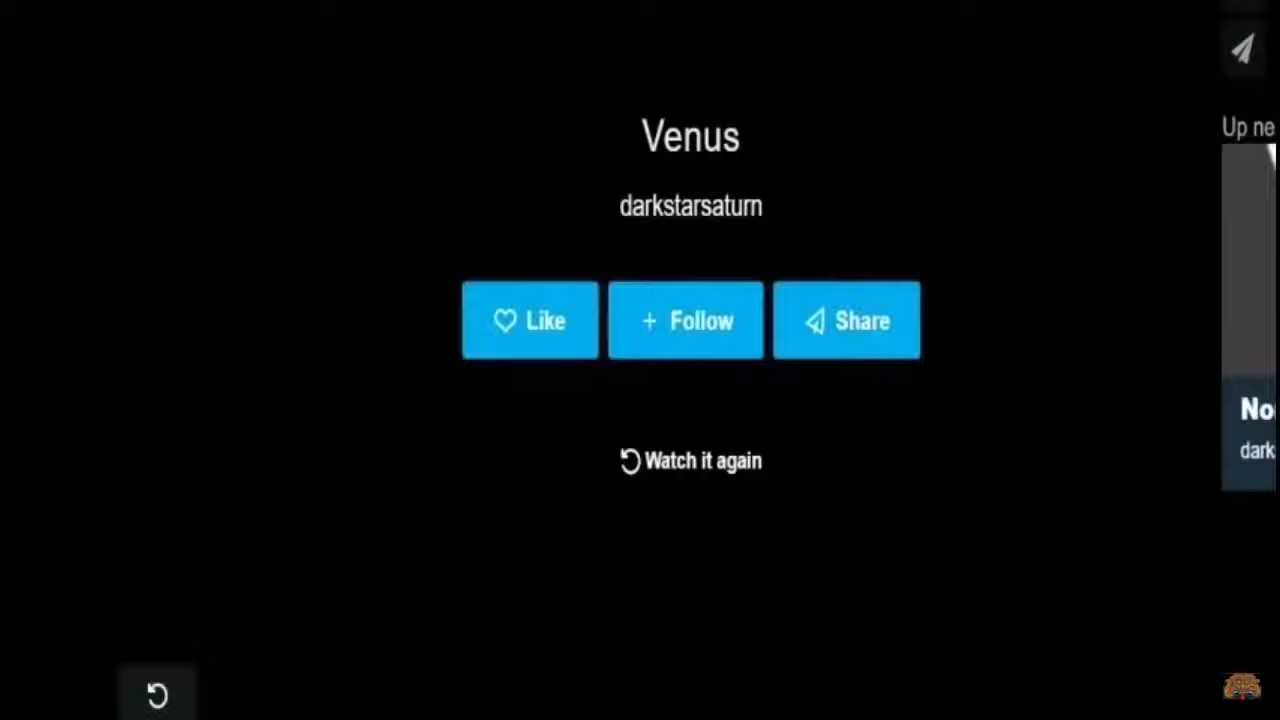 Venus
darkstarsaturn
Like
+ Follow
Share
Watch it again
Up ne
No
dark